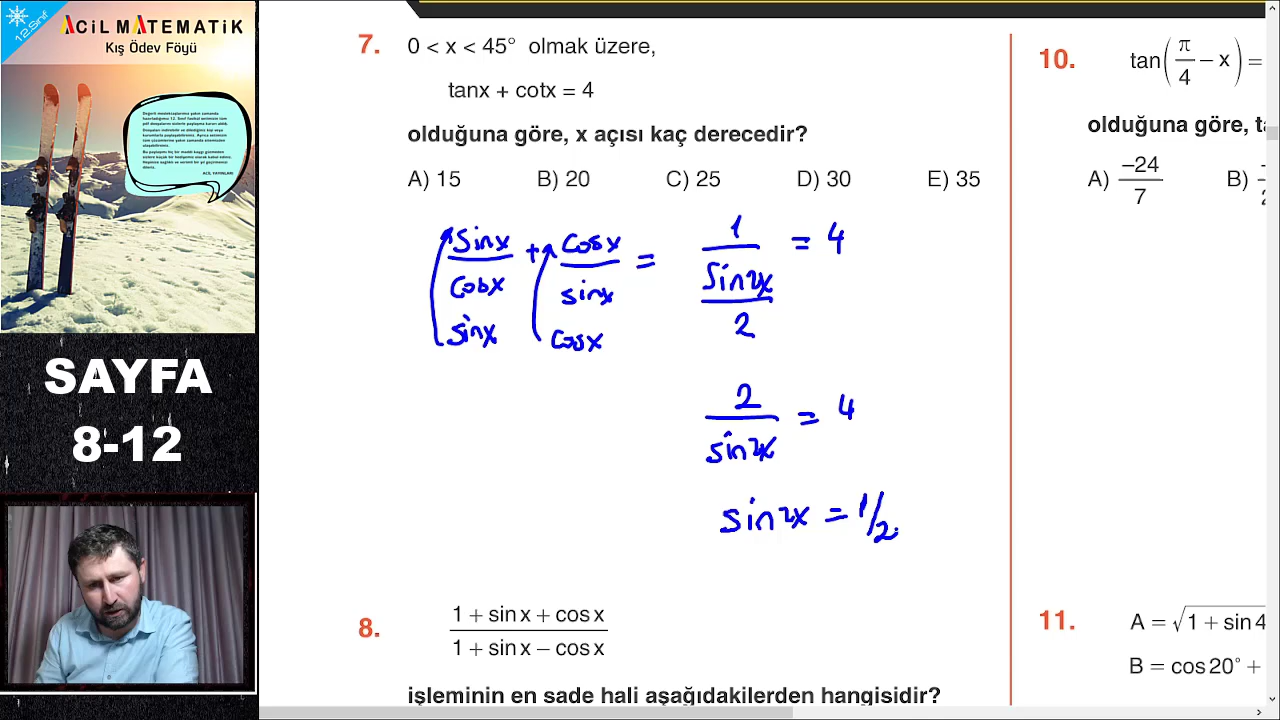 12.Sınıf
ACİL MATEMATİK
Kış Ödev Föyü
ACİL YAYINLARI
SAYFA
8-12
7. 0 < x < 45° olmak üzere,
tanx + cotx = 4
olduğuna göre, x açısı kaç derecedir?
A) 15 B) 20 C) 25 D) 30 E) 35
sinx/cosx + cosx/sinx = 1/(sin2x/2) = 4
sinx cosx
2/sin2x = 4
sin2x = 1/2
8. (1 + sin x + cos x)/(1 + sin x − cos x)
işleminin en sade hali aşağıdakilerden hangisidir?
10. tan(π/4 − x) =
olduğuna göre,
A) −24/7 B)
11. A = √1 + sin 4
B = cos 20° +